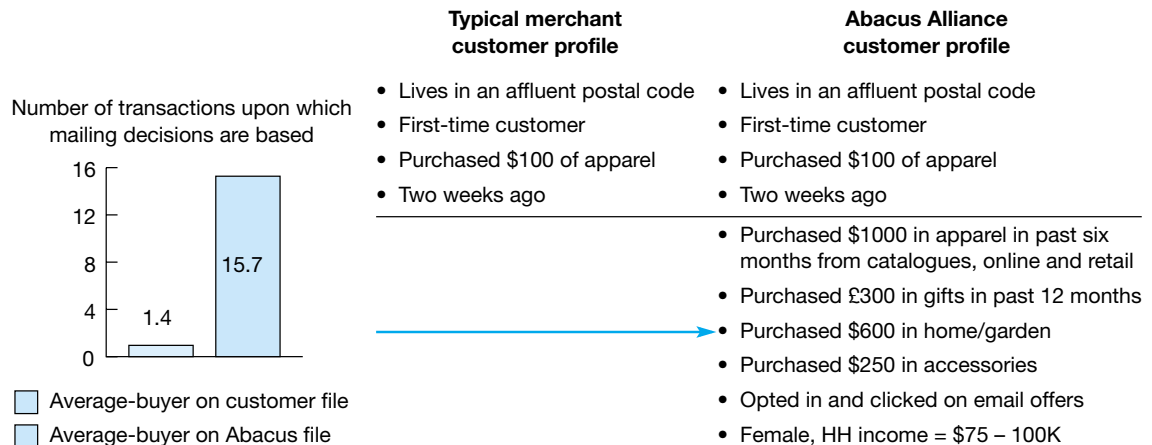 Number of transactions upon which
mailing decisions are based
16
12
8
4
0
1.4
15.7
Average-buyer on customer file
Average-buyer on Abacus file
Typical merchant
customer profile
• Lives in an affluent postal code
• First-time customer
• Purchased $100 of apparel
• Two weeks ago
Abacus Alliance
customer profile
• Lives in an affluent postal code
• First-time customer
• Purchased $100 of apparel
• Two weeks ago
• Purchased $1000 in apparel in past six
months from catalogues, online and retail
• Purchased £300 in gifts in past 12 months
• Purchased $600 in home/garden
• Purchased $250 in accessories
• Opted in and clicked on email offers
• Female, HH income = $75 – 100K